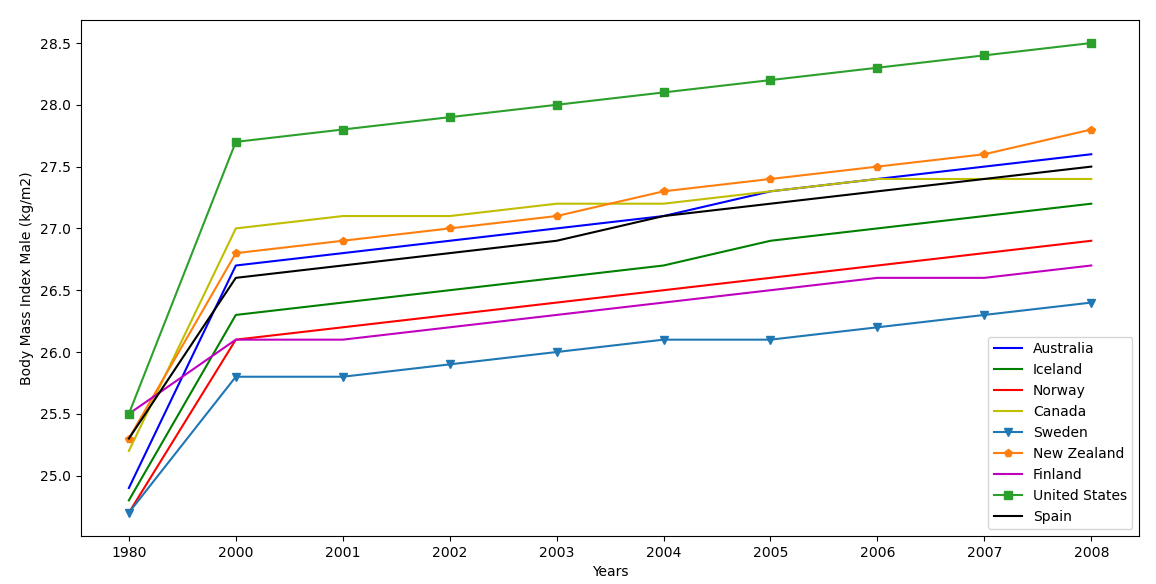 28.5
28.0
27.5
27.0
26.5
26.0
25.5
25.0
Body Mass Index Male (kg/m2)
1980 2000 2001 2002 2003 2004 2005 2006 2007 2008
Years
Australia
Iceland
Norway
Canada
Sweden
New Zealand
Finland
United States
Spain